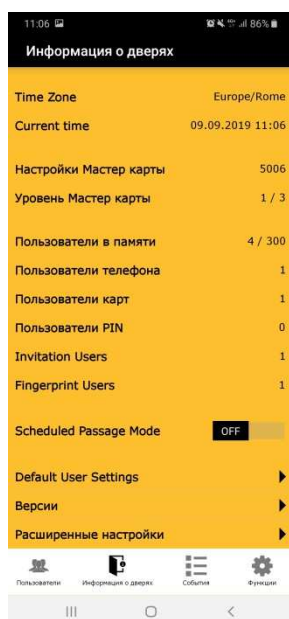 11:06 86%
Информация о дверях
Time Zone Europe/Rome
Current time 09.09.2019 11:06
Настройки Мастер карты 5006
Уровень Мастер карты 1 / 3
Пользователи в памяти 4 / 300
Пользователи телефона 1
Пользователи карт 1
Пользователи PIN 0
Invitation Users 1
Fingerprint Users 1
Scheduled Passage Mode OFF
Default User Settings
Версии
Расширенные настройки
Пользователи Информация о дверях События Функции